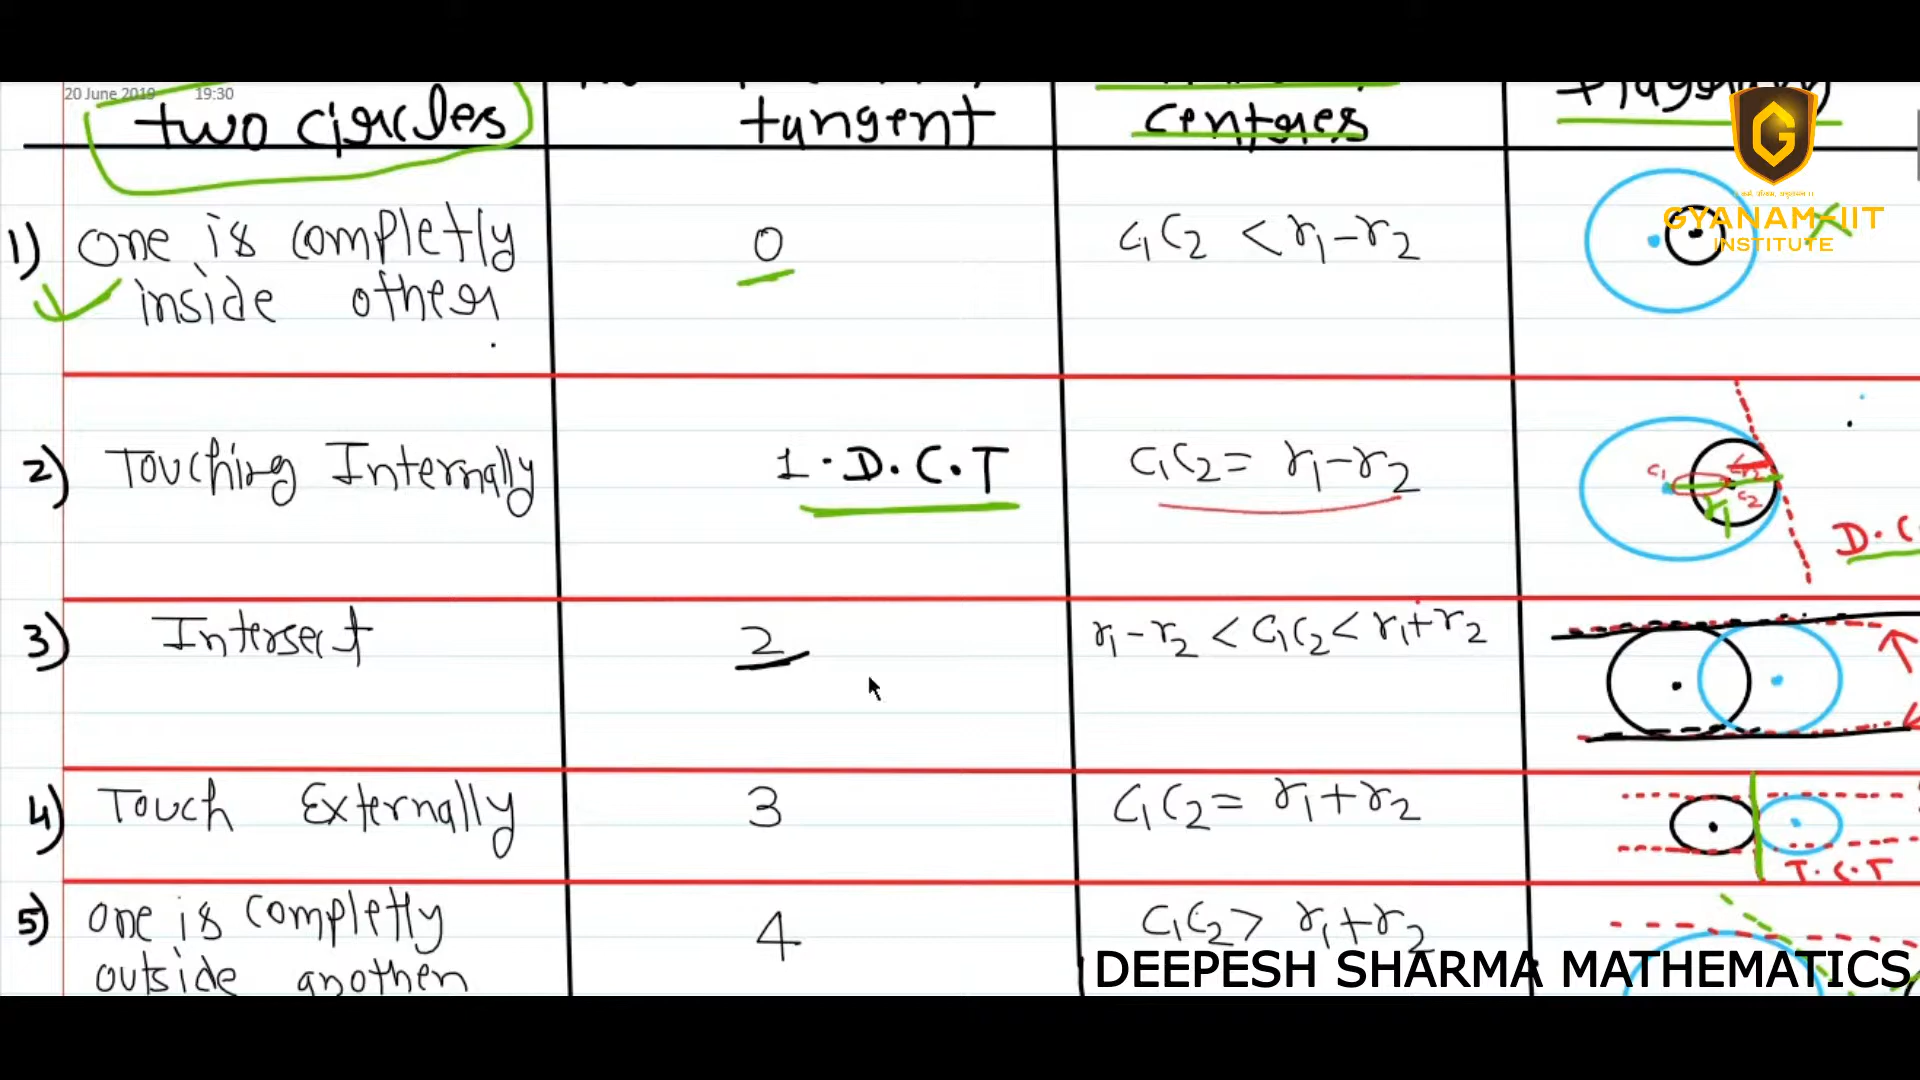 20 June 2019 19:30
two circles
tangent
centres
1) One is completly
inside other
0
C1C2 < r1-r2
GYANAM-IIT
INSTITUTE
2) Touching Internally
1. D.C.T
C1C2 = r1-r2
C1
r2
C2
r1
D.C
3) Intersect
2
r1-r2 < C1C2 < r1+r2
4) Touch Externally
3
C1C2 = r1+r2
T.C.T
5) one is completly
outside another
4
C1C2 > r1+r2
DEEPESH SHARMA MATHEMATICS